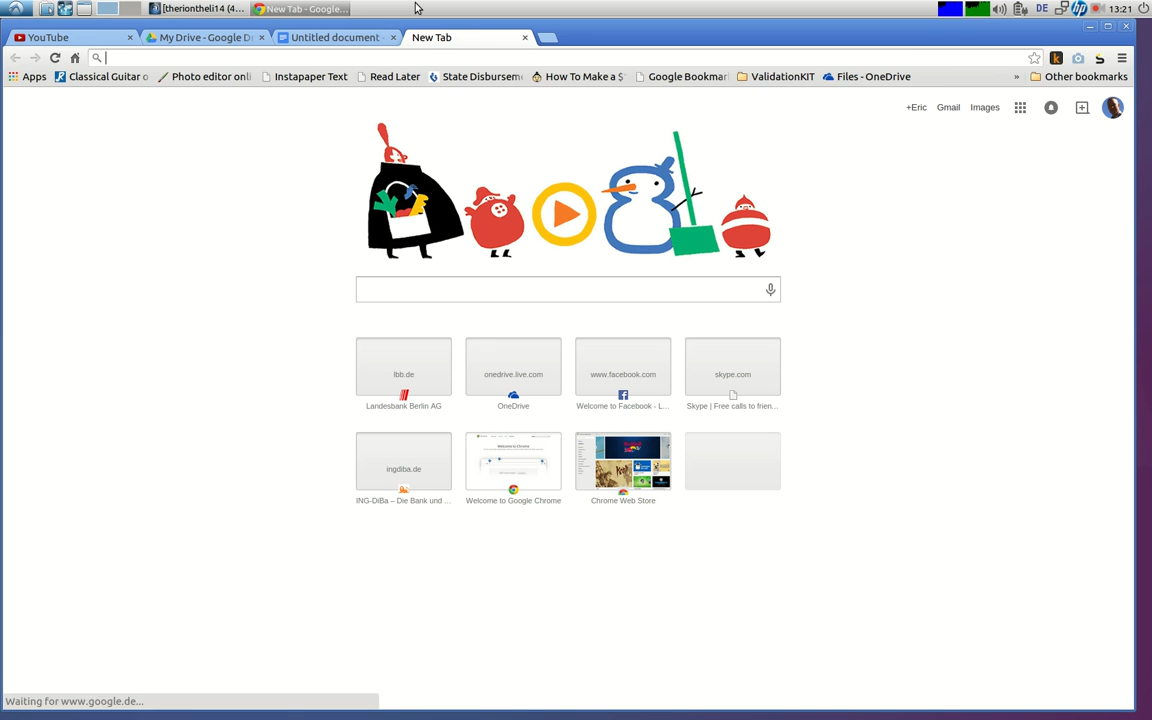 [theriontheli14 (4...
New Tab - Google...
DE
hp
13:21
YouTube
My Drive - Google Dr
Untitled document -
New Tab
Apps
Classical Guitar o
Photo editor onli
Instapaper Text
Read Later
State Disbursem
How To Make a $
Google Bookmar
ValidationKIT
Files - OneDrive
»
Other bookmarks
+Eric
Gmail
Images
lbb.de
onedrive.live.com
www.facebook.com
skype.com
Landesbank Berlin AG
OneDrive
Welcome to Facebook - L...
Skype | Free calls to frien...
ingdiba.de
ING-DiBa – Die Bank und ...
Welcome to Google Chrome
Chrome Web Store
Waiting for www.google.de...